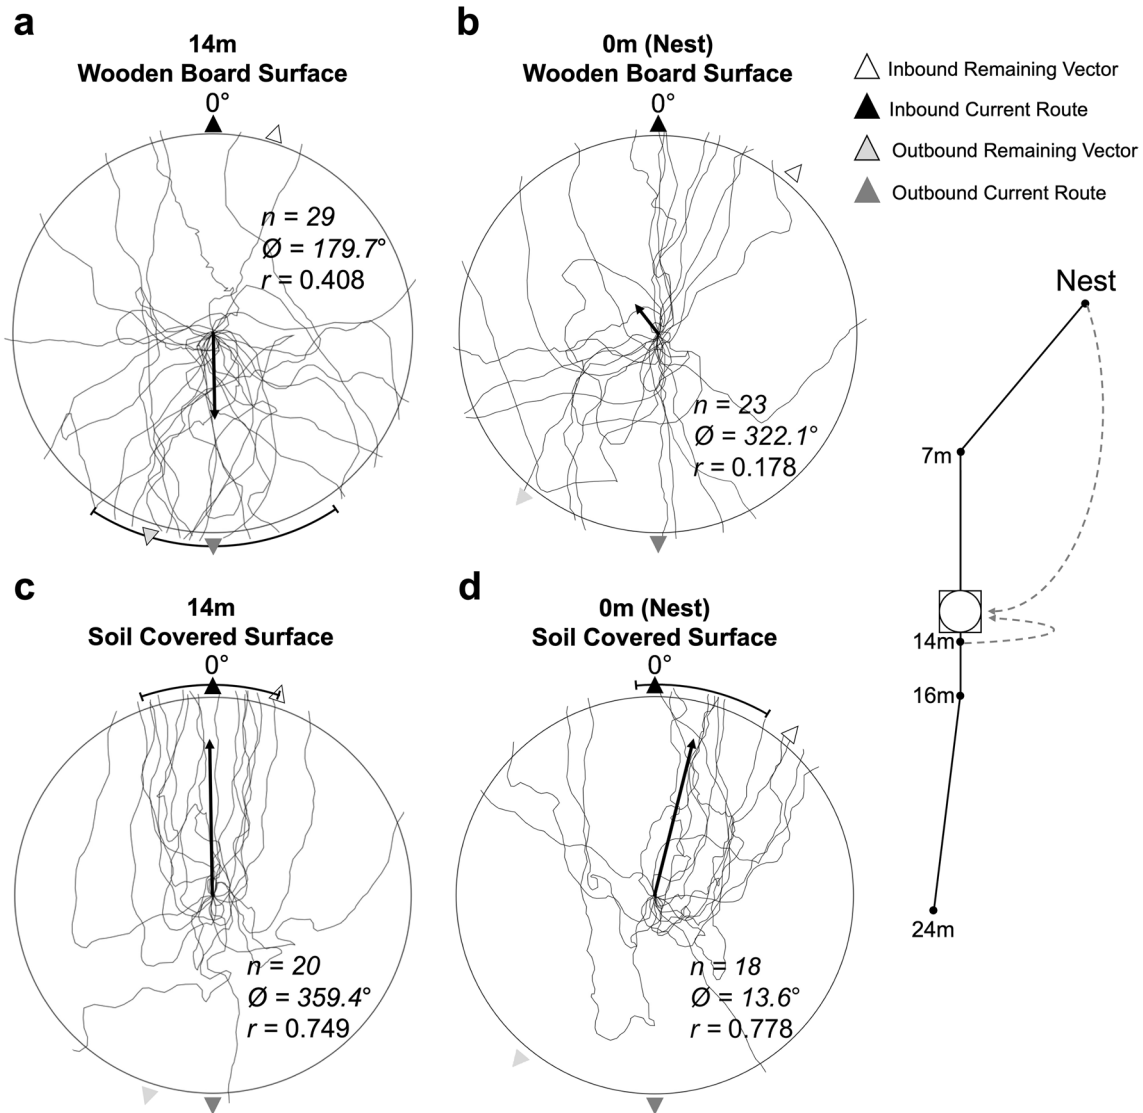 a
14m
Wooden Board Surface
0°
n = 29
Ø = 179.7°
r = 0.408
b
0m (Nest)
Wooden Board Surface
0°
n = 23
Ø = 322.1°
r = 0.178
Inbound Remaining Vector
Inbound Current Route
Outbound Remaining Vector
Outbound Current Route
c
14m
Soil Covered Surface
0°
n = 20
Ø = 359.4°
r = 0.749
d
0m (Nest)
Soil Covered Surface
0°
n = 18
Ø = 13.6°
r = 0.778
Nest
7m
14m
16m
24m